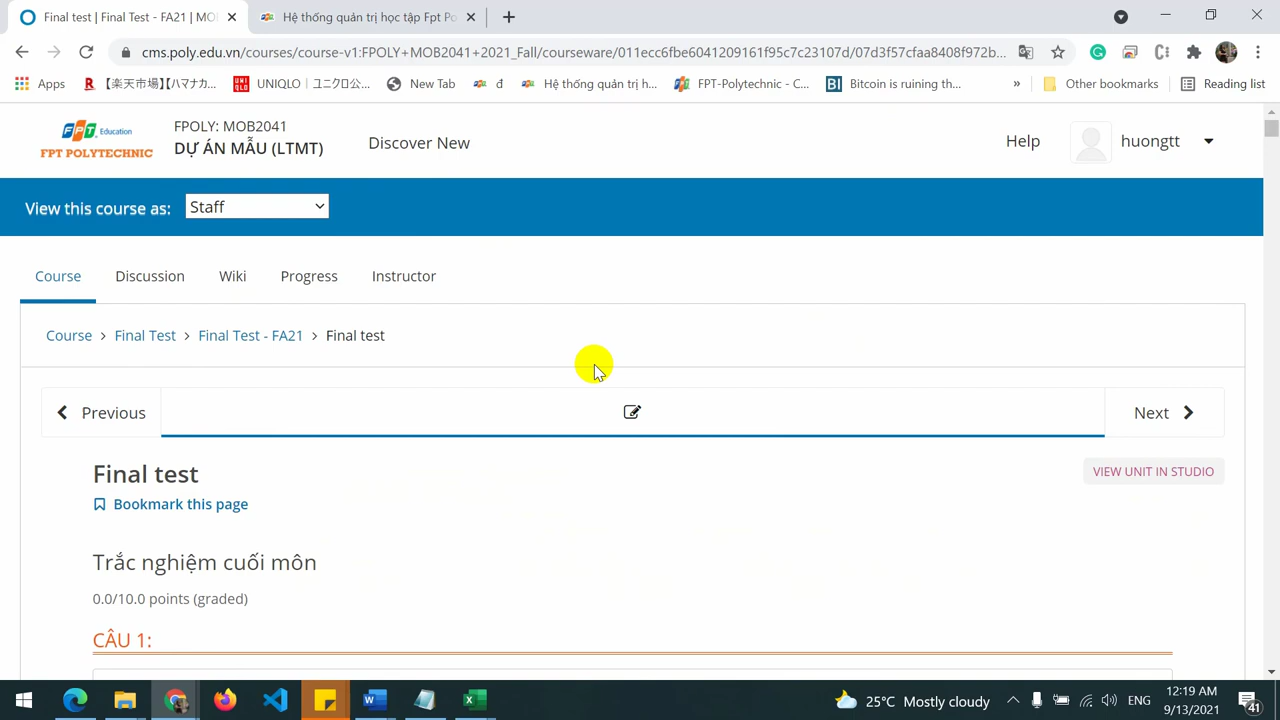 Final test | Final Test - FA21 | MO
Hệ thống quản trị học tập Fpt Po
cms.poly.edu.vn/courses/course-v1:FPOLY+MOB2041+2021_Fall/courseware/011ecc6fbe6041209161f95c7c23107d/07d3f57cfaa8408f972b...
Apps
【楽天市場】【ハマナカ...
UNIQLO | ユニクロ公...
New Tab
đ
Hệ thống quản trị h...
FPT-Polytechnic - C...
BI
Bitcoin is ruining th...
»
Other bookmarks
Reading list
FPT Education
FPT POLYTECHNIC
FPOLY: MOB2041
DỰ ÁN MẪU (LTMT)
Discover New
Help
huongtt
View this course as:
Staff
Course
Discussion
Wiki
Progress
Instructor
Course > Final Test > Final Test - FA21 > Final test
Previous
Next
Final test
VIEW UNIT IN STUDIO
Bookmark this page
Trắc nghiệm cuối môn
0.0/10.0 points (graded)
CÂU 1:
25°C Mostly cloudy
ENG
12:19 AM
9/13/2021
41